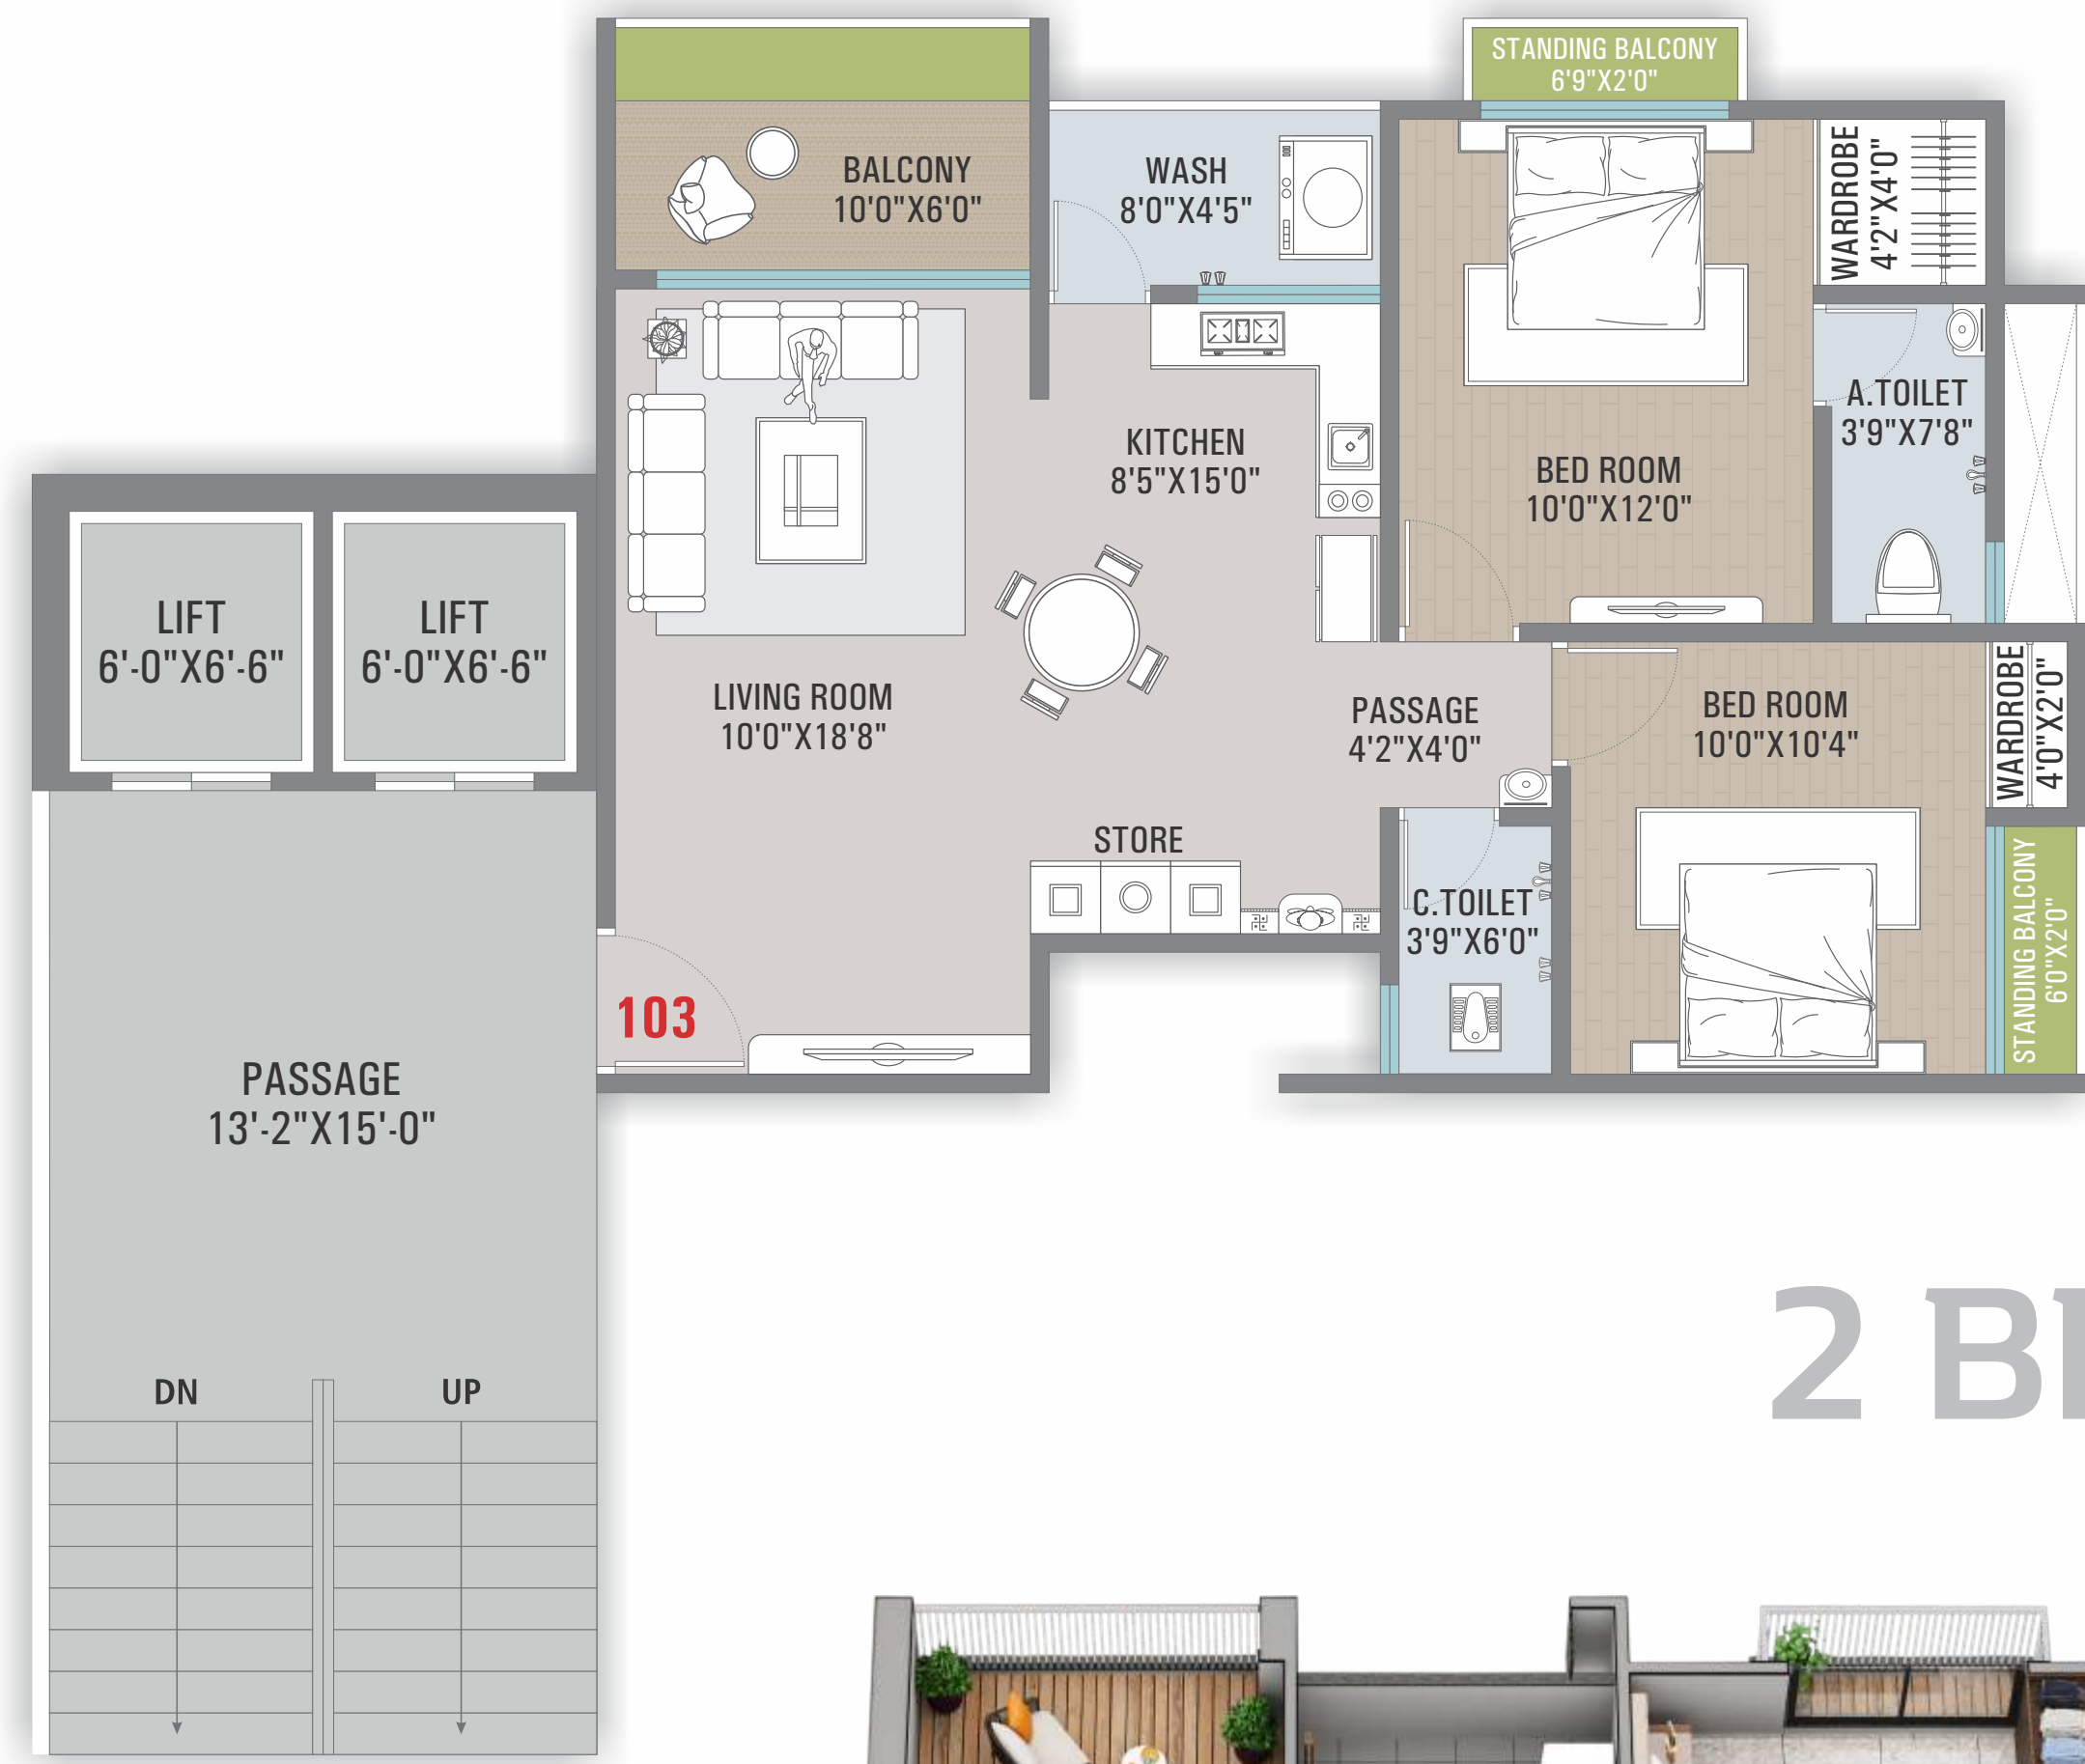 STANDING BALCONY
6'9"X2'0"
BALCONY
10'0"X6'0"
WASH
8'0"X4'5"
WARDROBE
4'2"X4'0"
A.TOILET
3'9"X7'8"
KITCHEN
8'5"X15'0"
BED ROOM
10'0"X12'0"
LIFT
6'-0"X6'-6"
LIFT
6'-0"X6'-6"
LIVING ROOM
10'0"X18'8"
PASSAGE
4'2"X4'0"
BED ROOM
10'0"X10'4"
WARDROBE
4'0"X2'0"
STORE
C.TOILET
3'9"X6'0"
STANDING BALCONY
6'0"X2'0"
103
PASSAGE
13'-2"X15'-0"
DN
UP
2